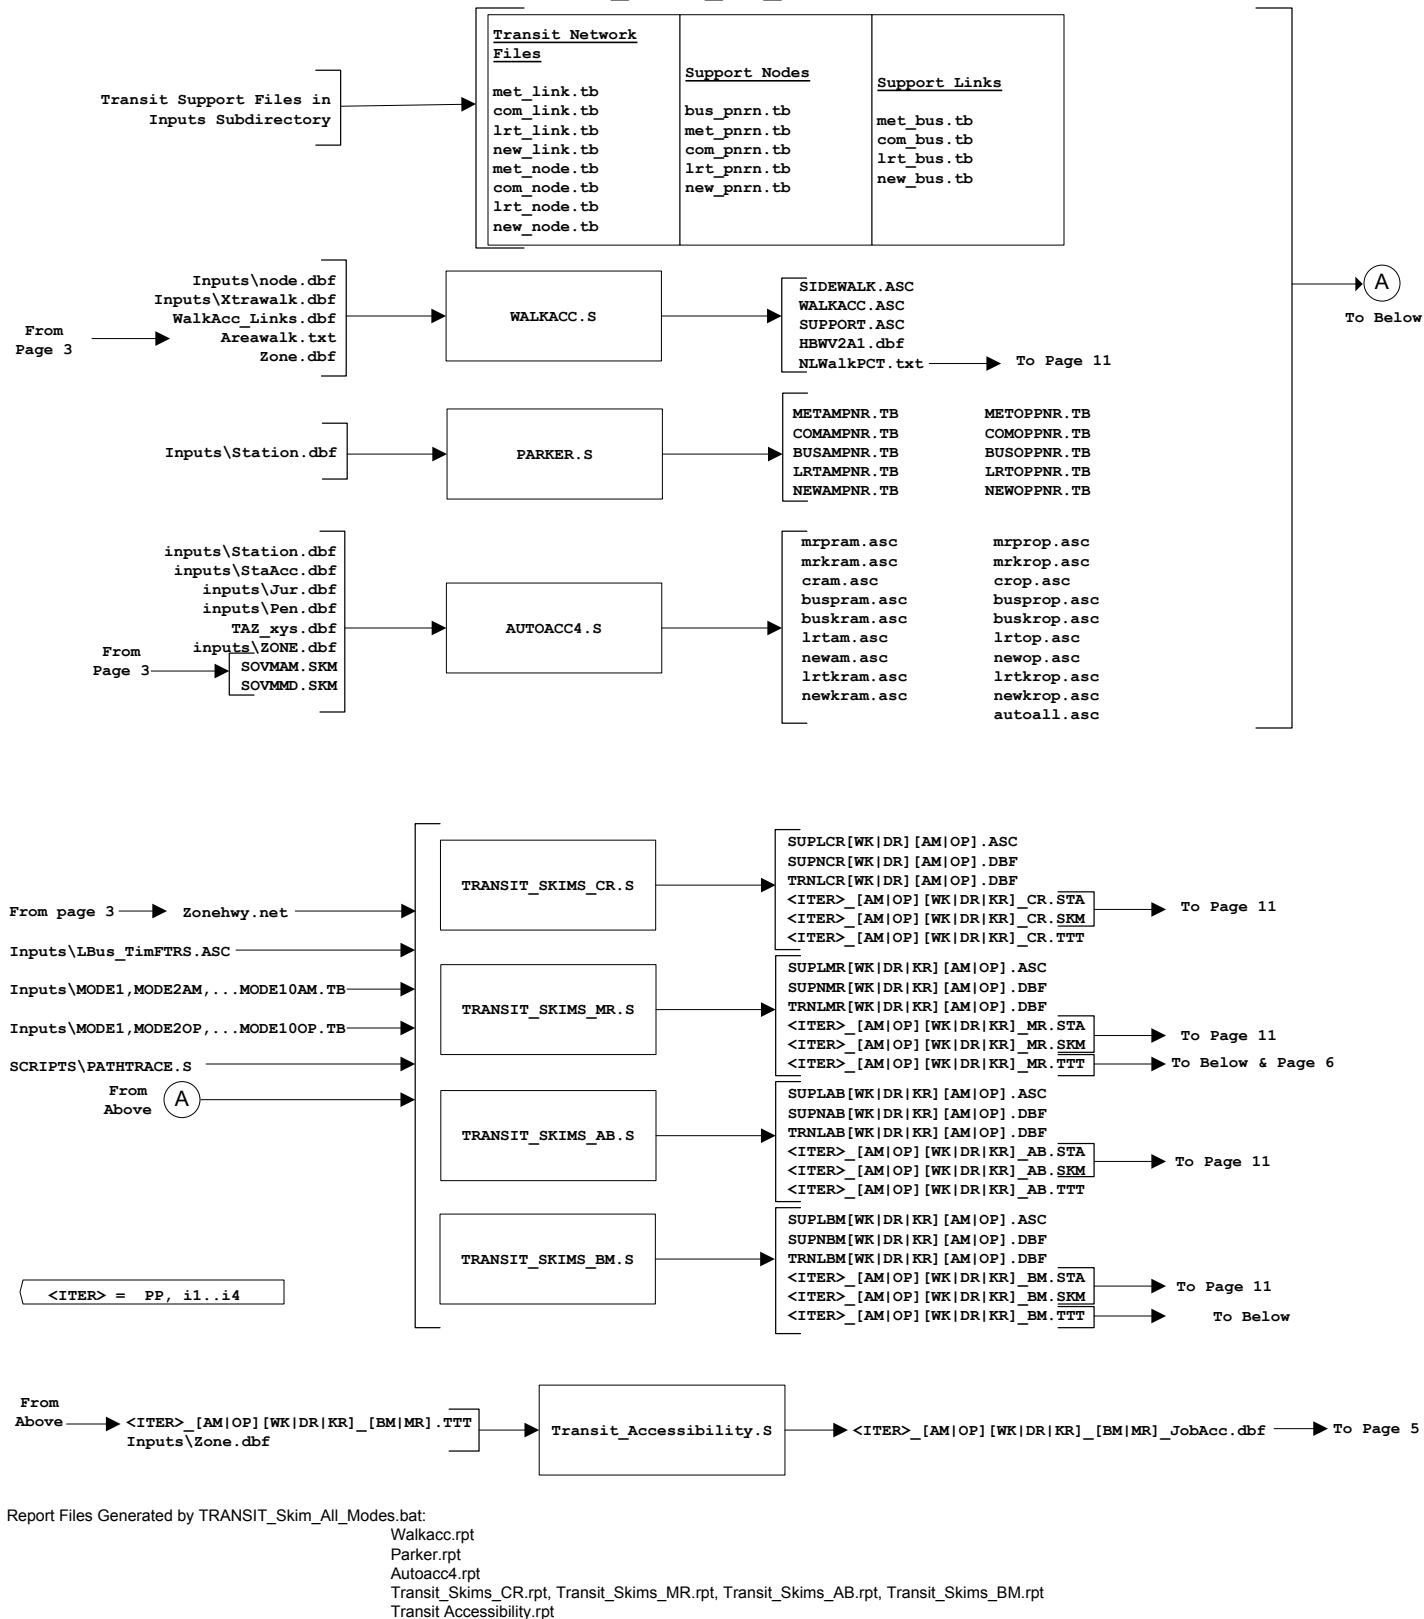 Transit Network
Files
met_link.tb
com_link.tb
lrt_link.tb
new_link.tb
met_node.tb
com_node.tb
lrt_node.tb
new_node.tb
Support Nodes
bus_pnrn.tb
met_pnrn.tb
com_pnrn.tb
lrt_pnrn.tb
new_pnrn.tb
Support Links
met_bus.tb
com_bus.tb
lrt_bus.tb
new_bus.tb
Transit Support Files in
Inputs Subdirectory
A
To Below
From
Page 3
Inputs\node.dbf
Inputs\Xtrawalk.dbf
WalkAcc_Links.dbf
Areawalk.txt
Zone.dbf
WALKACC.S
SIDEWALK.ASC
WALKACC.ASC
SUPPORT.ASC
HBWV2A1.dbf
NLWalkPCT.txt
To Page 11
Inputs\Station.dbf
PARKER.S
METAMPNR.TB
COMAMPNR.TB
BUSAMPNR.TB
LRTAMPNR.TB
NEWAMPNR.TB
METOPPNR.TB
COMOPPNR.TB
BUSOPPNR.TB
LRTOPPNR.TB
NEWOPPNR.TB
inputs\Station.dbf
inputs\StaAcc.dbf
inputs\Jur.dbf
inputs\Pen.dbf
TAZ_xys.dbf
inputs\ZONE.dbf
From
Page 3
SOVMAM.SKM
SOVMMD.SKM
AUTOACC4.S
mrpram.asc
mrkram.asc
cram.asc
buspram.asc
buskram.asc
lrtam.asc
newam.asc
lrtkram.asc
newkram.asc
mrprop.asc
mrkrop.asc
crop.asc
busprop.asc
buskrop.asc
lrtop.asc
newop.asc
lrtkrop.asc
newkrop.asc
autoall.asc
From page 3
Zonehwy.net
Inputs\LBus_TimFTRS.ASC
Inputs\MODE1,MODE2AM,...MODE10AM.TB
Inputs\MODE1,MODE2OP,...MODE10OP.TB
SCRIPTS\PATHTRACE.S
From
Above
A
TRANSIT_SKIMS_CR.S
SUPLCR[WK|DR][AM|OP].ASC
SUPNCR[WK|DR][AM|OP].DBF
TRNLCR[WK|DR][AM|OP].DBF
<ITER>_[AM|OP][WK|DR|KR]_CR.STA
<ITER>_[AM|OP][WK|DR|KR]_CR.SKM
<ITER>_[AM|OP][WK|DR|KR]_CR.TTT
To Page 11
TRANSIT_SKIMS_MR.S
SUPLMR[WK|DR|KR][AM|OP].ASC
SUPNMR[WK|DR|KR][AM|OP].DBF
TRNLMR[WK|DR|KR][AM|OP].DBF
<ITER>_[AM|OP][WK|DR|KR]_MR.STA
<ITER>_[AM|OP][WK|DR|KR]_MR.SKM
<ITER>_[AM|OP][WK|DR|KR]_MR.TTT
To Page 11
To Below & Page 6
TRANSIT_SKIMS_AB.S
SUPLAB[WK|DR|KR][AM|OP].ASC
SUPNAB[WK|DR|KR][AM|OP].DBF
TRNLAB[WK|DR|KR][AM|OP].DBF
<ITER>_[AM|OP][WK|DR|KR]_AB.STA
<ITER>_[AM|OP][WK|DR|KR]_AB.SKM
<ITER>_[AM|OP][WK|DR|KR]_AB.TTT
To Page 11
TRANSIT_SKIMS_BM.S
SUPLBM[WK|DR|KR][AM|OP].ASC
SUPNBM[WK|DR|KR][AM|OP].DBF
TRNLBM[WK|DR|KR][AM|OP].DBF
<ITER>_[AM|OP][WK|DR|KR]_BM.STA
<ITER>_[AM|OP][WK|DR|KR]_BM.SKM
<ITER>_[AM|OP][WK|DR|KR]_BM.TTT
To Page 11
To Below
<ITER> = PP, i1..i4
From
Above
<ITER>_[AM|OP][WK|DR|KR]_[BM|MR].TTT
Inputs\Zone.dbf
Transit_Accessibility.S
<ITER>_[AM|OP][WK|DR|KR]_[BM|MR]_JobAcc.dbf
To Page 5
Report Files Generated by TRANSIT_Skim_All_Modes.bat:
Walkacc.rpt
Parker.rpt
Autoacc4.rpt
Transit_Skims_CR.rpt, Transit_Skims_MR.rpt, Transit_Skims_AB.rpt, Transit_Skims_BM.rpt
Transit Accessibility.rpt